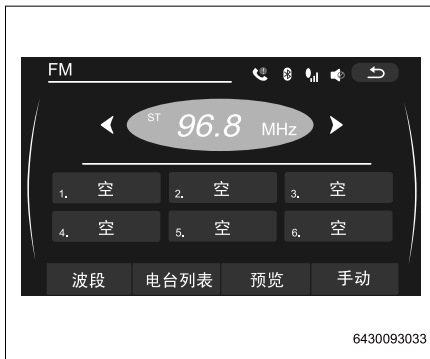 FM
ST 96.8 MHz
1. 空 2. 空 3. 空
4. 空 5. 空 6. 空
波段 电台列表 预览 手动
6430093033